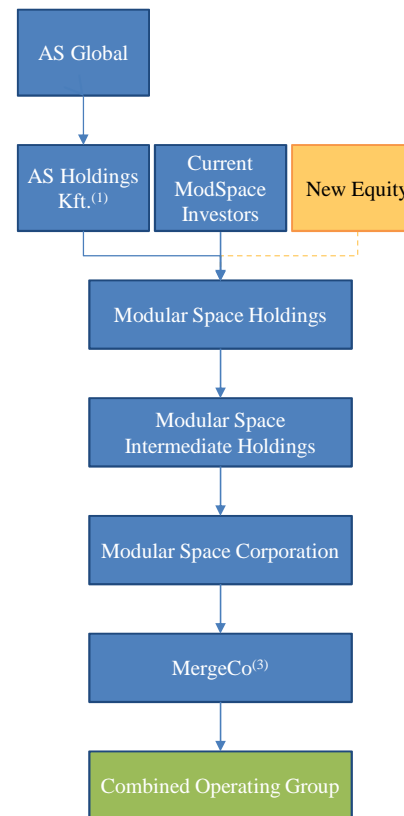 AS Global
AS Holdings
Kft.(1)
Current
ModSpace
Investors
New Equity
Modular Space Holdings
Modular Space
Intermediate Holdings
Modular Space Corporation
MergeCo(3)
Combined Operating Group